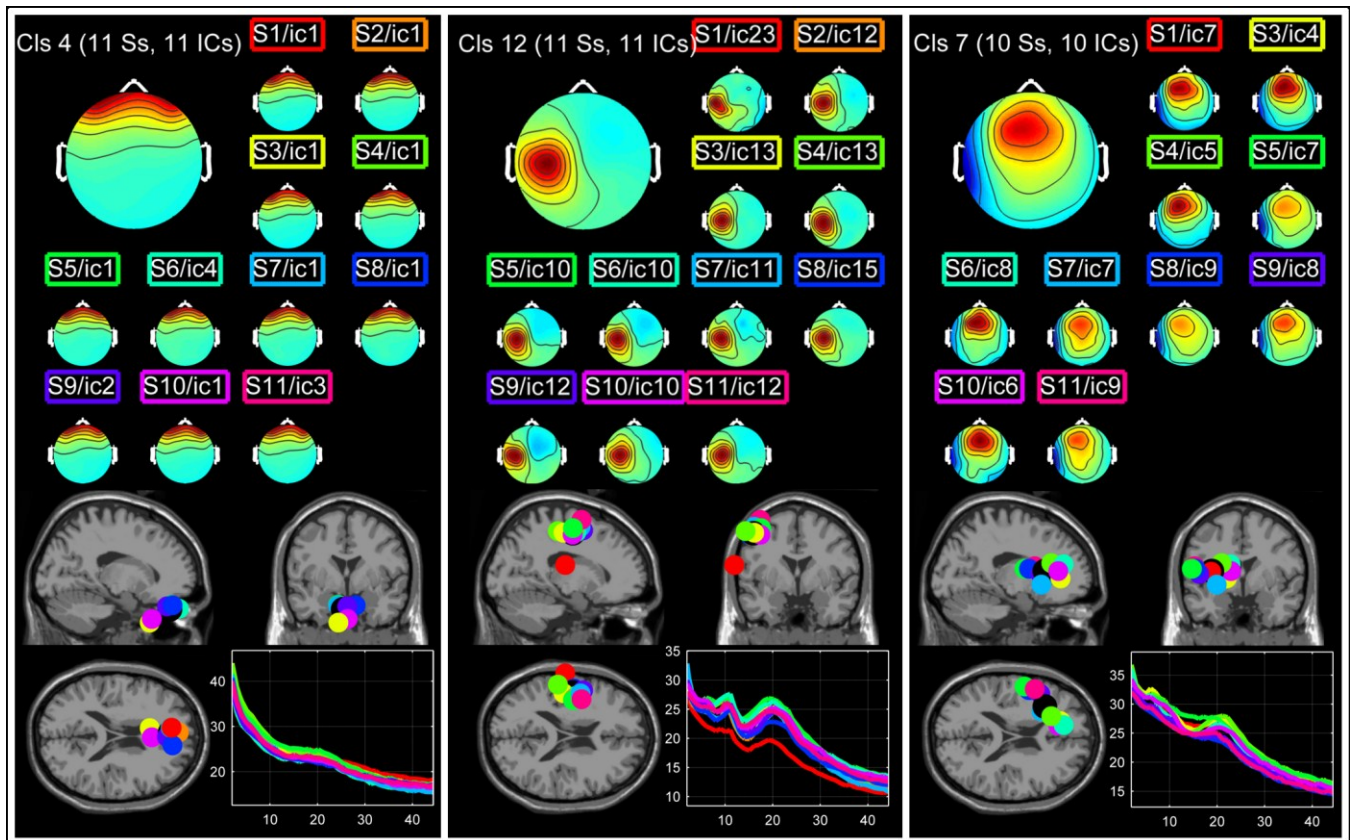 Cls 4 (11 Ss, 11 ICs)
S1/ic1
S2/ic1
S3/ic1
S4/ic1
S5/ic1
S6/ic4
S7/ic1
S8/ic1
S9/ic2
S10/ic1
S11/ic3
40
30
20
10 20 30 40
Cls 12 (11 Ss, 11 ICs)
S1/ic23
S2/ic12
S3/ic13
S4/ic13
S5/ic10
S6/ic10
S7/ic11
S8/ic15
S9/ic12
S10/ic10
S11/ic12
35
30
25
20
15
10
10 20 30 40
Cls 7 (10 Ss, 10 ICs)
S1/ic7
S3/ic4
S4/ic5
S5/ic7
S6/ic8
S7/ic7
S8/ic9
S9/ic8
S10/ic6
S11/ic9
35
30
25
20
15
10 20 30 40